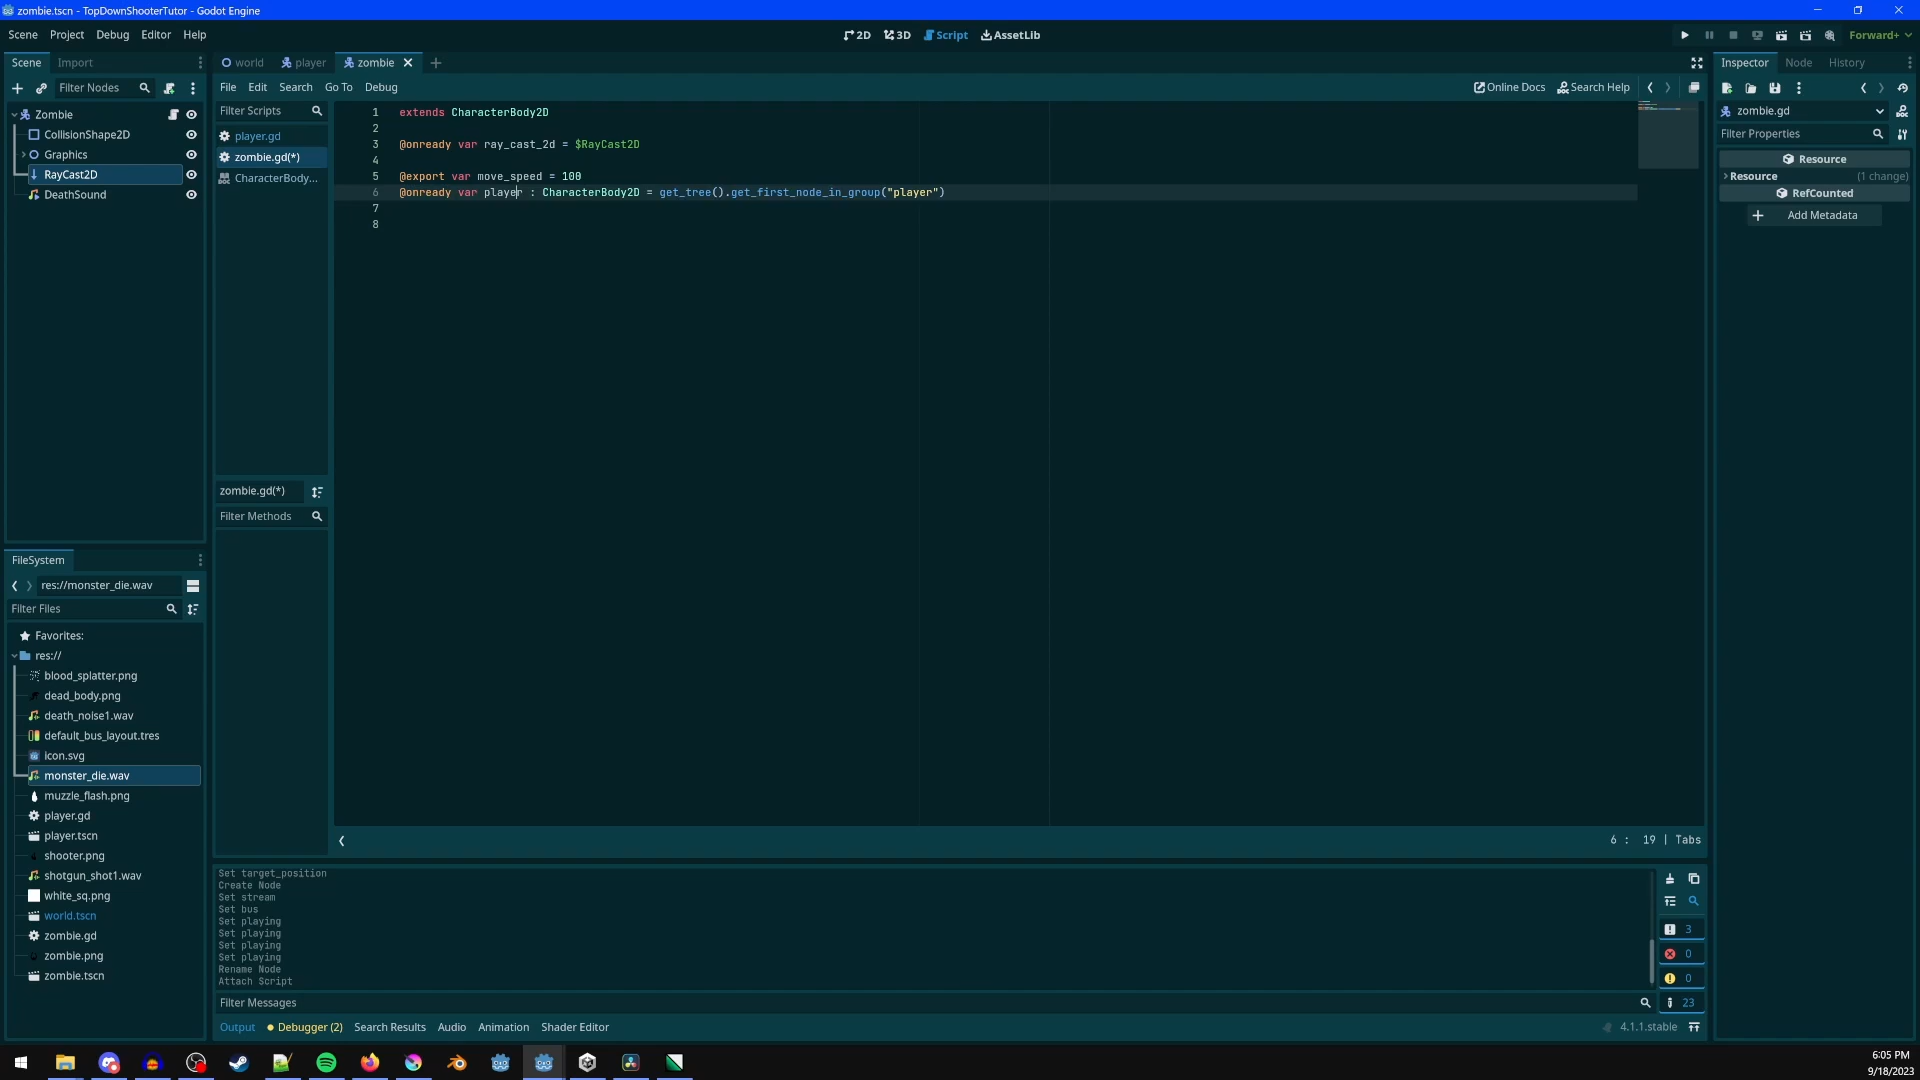 zombie.tscn - TopDownShooterTutor - Godot Engine
Scene Project Debug Editor Help
2D 3D Script AssetLib
Forward+
Scene Import
world player zombie
Inspector Node History
Filter Nodes
File Edit Search Go To Debug
Online Docs Search Help
Zombie
CollisionShape2D
Graphics
RayCast2D
DeathSound
Filter Scripts
player.gd
zombie.gd(*)
CharacterBody...
zombie.gd(*)
Filter Methods
1 extends CharacterBody2D
2
3 @onready var ray_cast_2d = $RayCast2D
4
5 @export var move_speed = 100
6 @onready var player : CharacterBody2D = get_tree().get_first_node_in_group("player")
7
8
6 : 19 | Tabs
zombie.gd
Filter Properties
Resource
Resource (1 change)
RefCounted
Add Metadata
FileSystem
res://monster_die.wav
Filter Files
Favorites:
res://
blood_splatter.png
dead_body.png
death_noise1.wav
default_bus_layout.tres
icon.svg
monster_die.wav
muzzle_flash.png
player.gd
player.tscn
shooter.png
shotgun_shot1.wav
white_sq.png
world.tscn
zombie.gd
zombie.png
zombie.tscn
Set target_position
Create Node
Set stream
Set bus
Set playing
Set playing
Set playing
Set playing
Rename Node
Attach Script
3
0
0
23
Filter Messages
Output Debugger (2) Search Results Audio Animation Shader Editor
4.1.1.stable
6:05 PM
9/18/2023